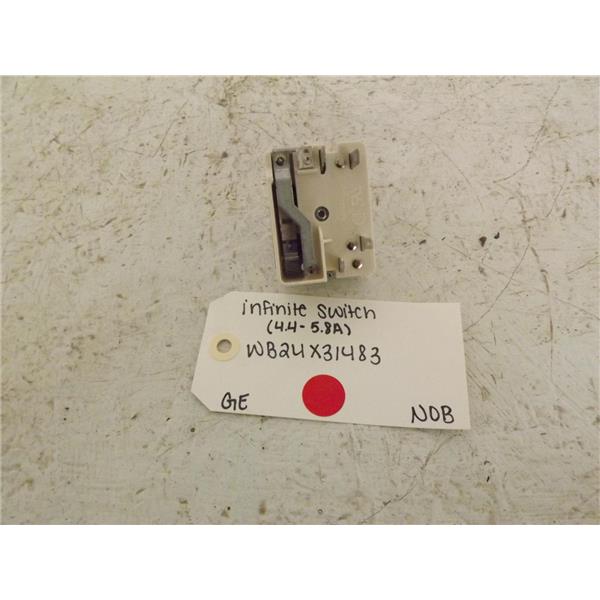 infinite switch
(4.4-5.8A)
WB24X31483
GE
NOB